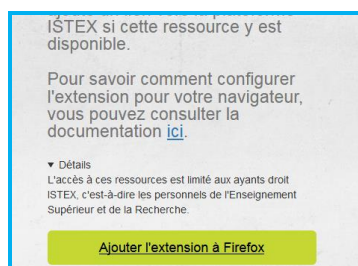 ISTEX si cette ressource y est
disponible.
Pour savoir comment configurer
l'extension pour votre navigateur,
vous pouvez consulter la
documentation ici.
▼ Détails
L'accès à ces ressources est limité aux ayants droit
ISTEX, c'est-à-dire les personnels de l'Enseignement
Supérieur et de la Recherche.
Ajouter l'extension à Firefox